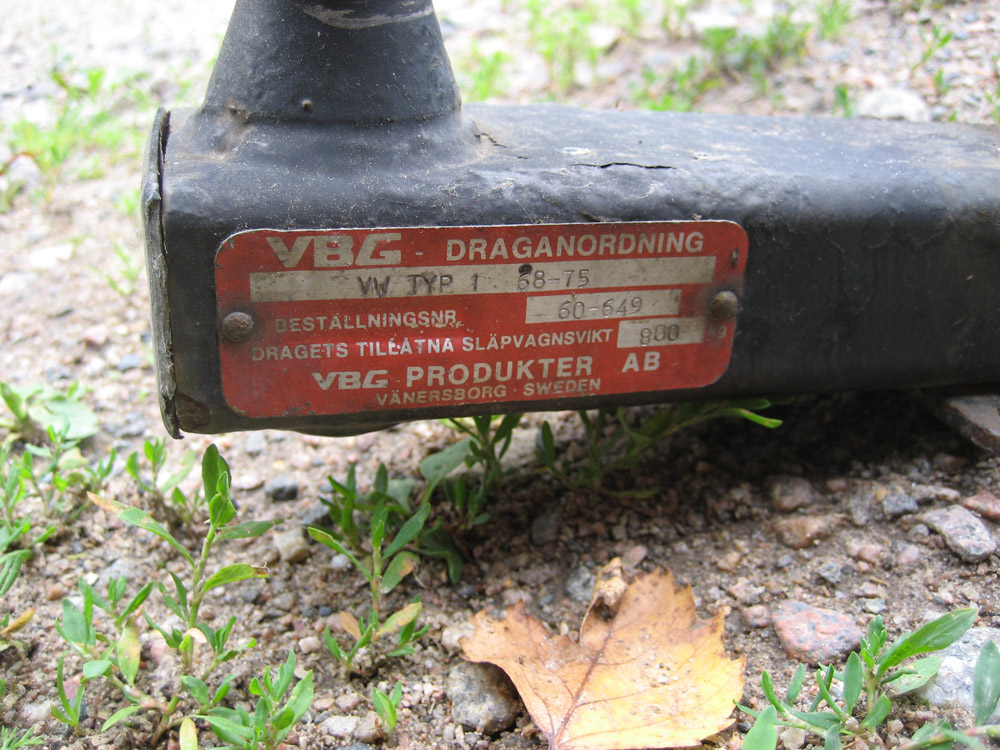 VBG - DRAGANORDNING
VW TYP 1 68-75
BESTÄLLNINGSNR 60-649
DRAGETS TILLÅTNA SLÄPVAGNSVIKT 800
VBG PRODUKTER AB
VÄNERSBORG · SWEDEN